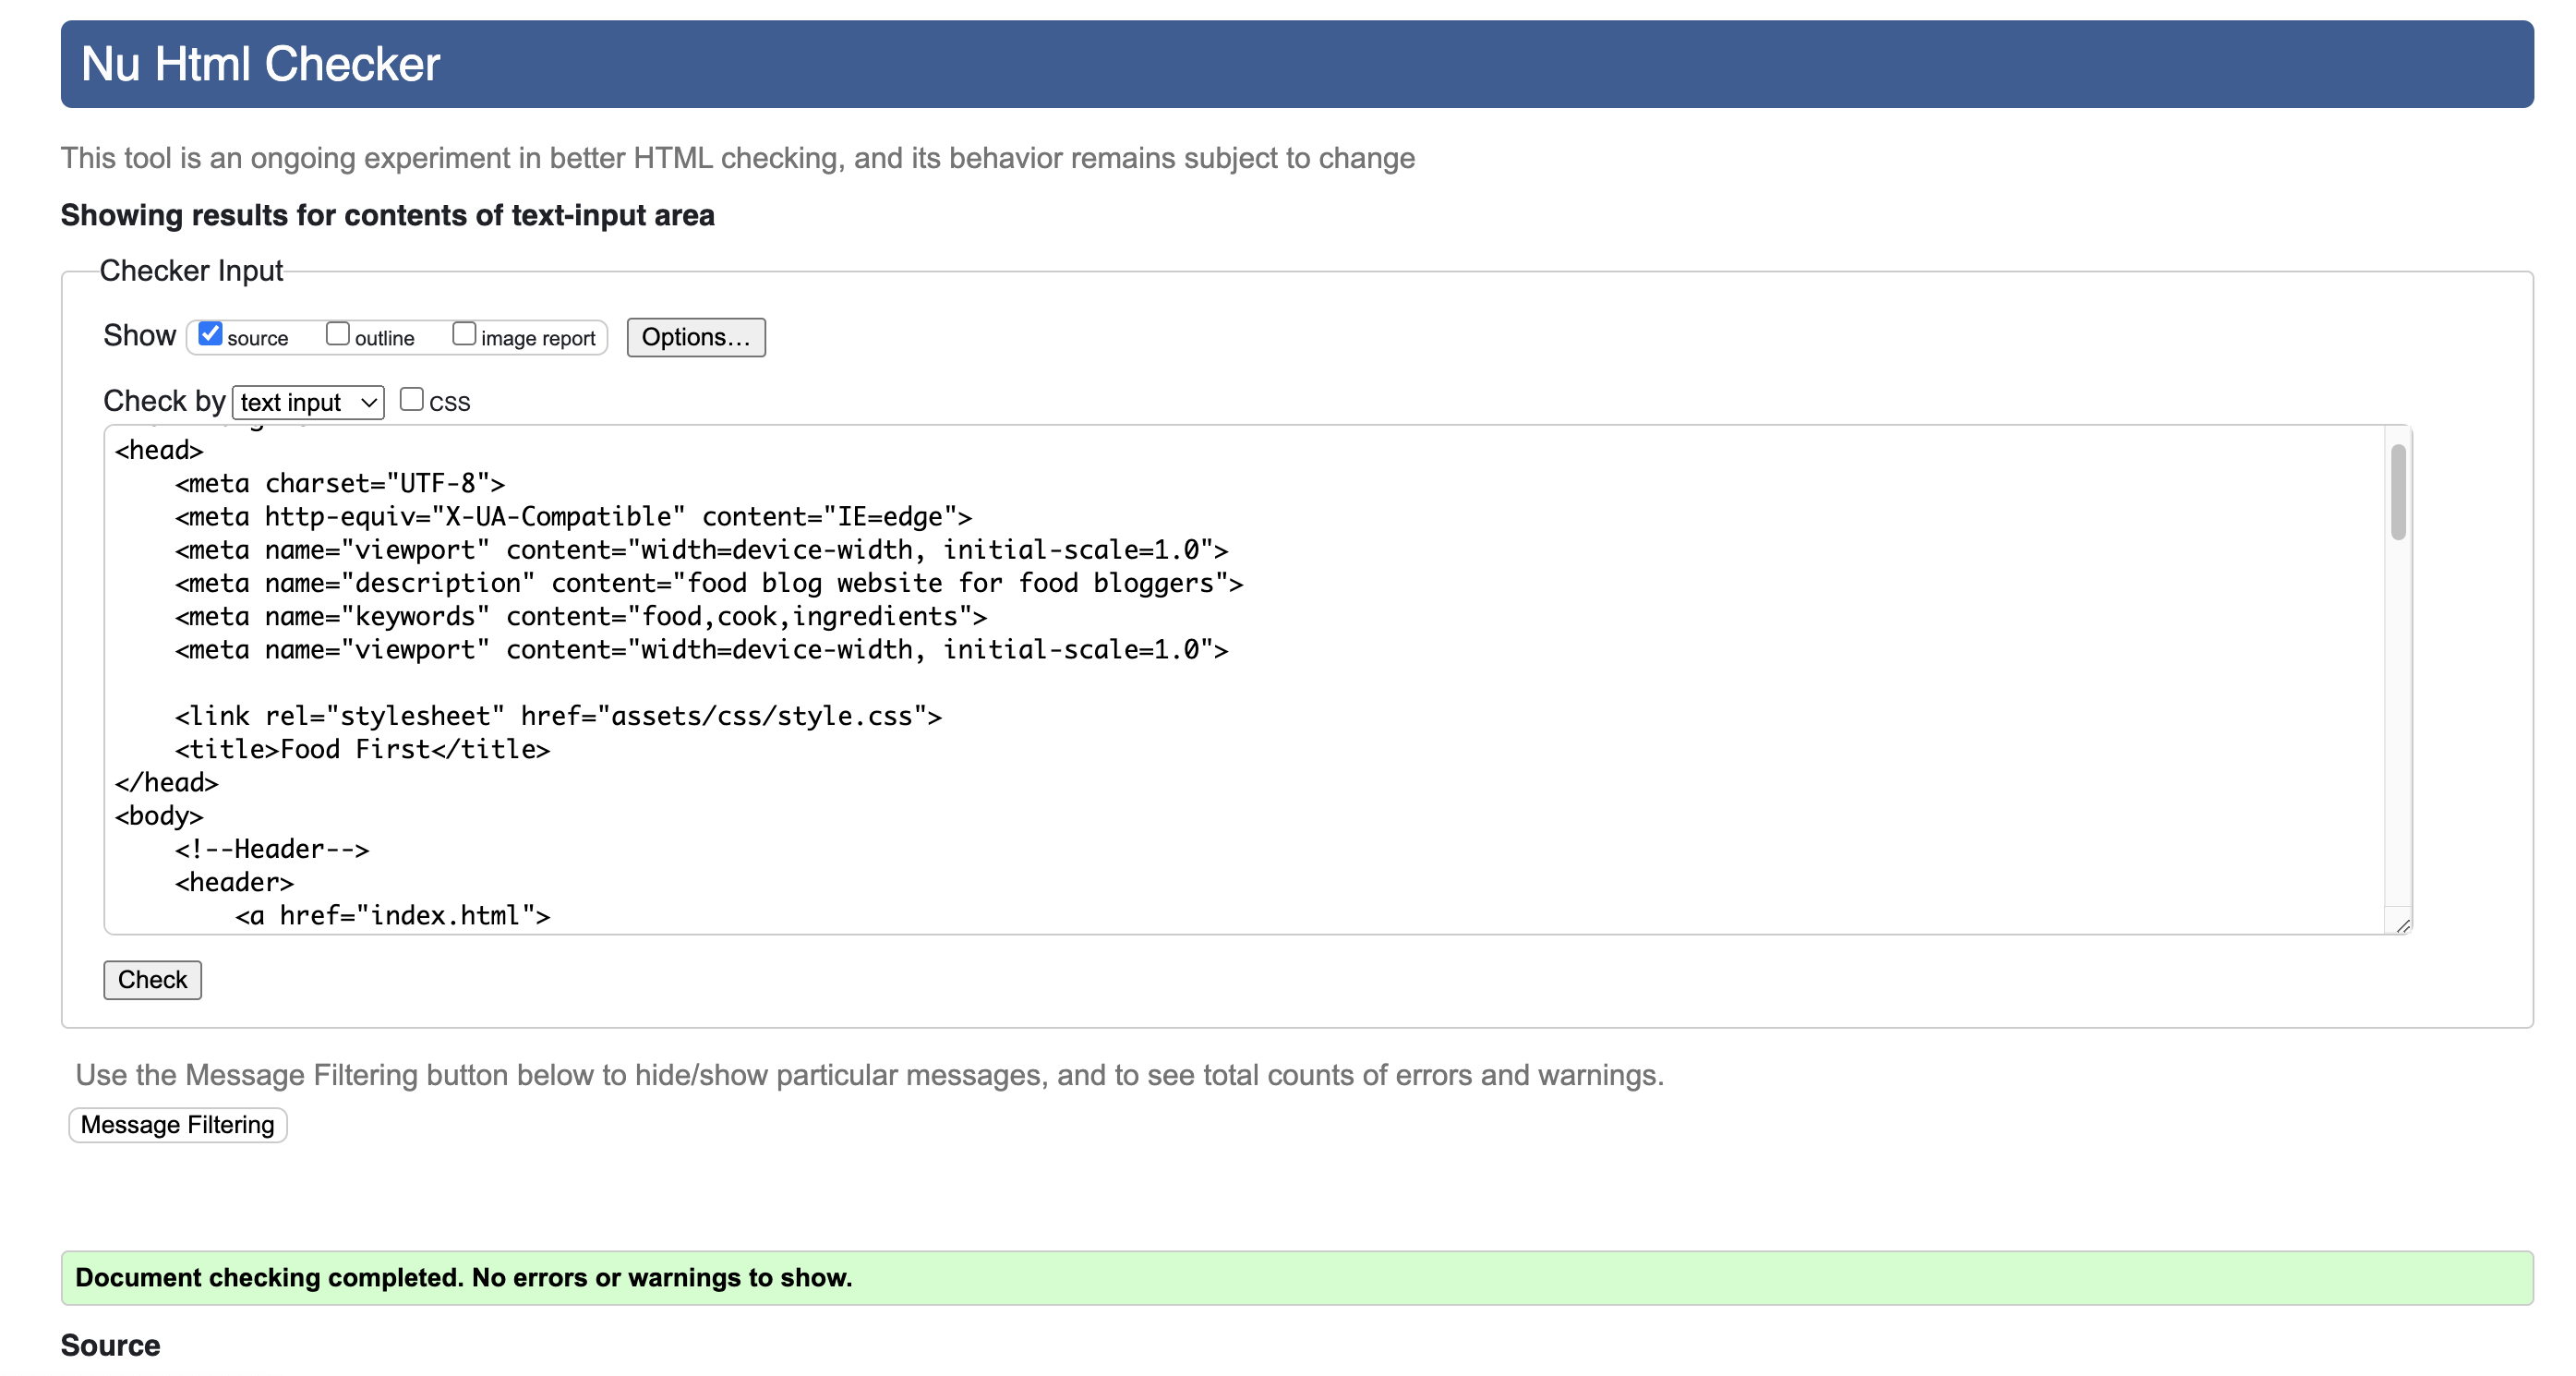 Nu Html Checker
This tool is an ongoing experiment in better HTML checking, and its behavior remains subject to change
Showing results for contents of text-input area
Checker Input
Show source outline image report Options...
Check by text input CSS
<head>
    <meta charset="UTF-8">
    <meta http-equiv="X-UA-Compatible" content="IE=edge">
    <meta name="viewport" content="width=device-width, initial-scale=1.0">
    <meta name="description" content="food blog website for food bloggers">
    <meta name="keywords" content="food,cook,ingredients">
    <meta name="viewport" content="width=device-width, initial-scale=1.0">

    <link rel="stylesheet" href="assets/css/style.css">
    <title>Food First</title>
</head>
<body>
    <!--Header-->
    <header>
        <a href="index.html">
Check
Use the Message Filtering button below to hide/show particular messages, and to see total counts of errors and warnings.
Message Filtering
Document checking completed. No errors or warnings to show.
Source